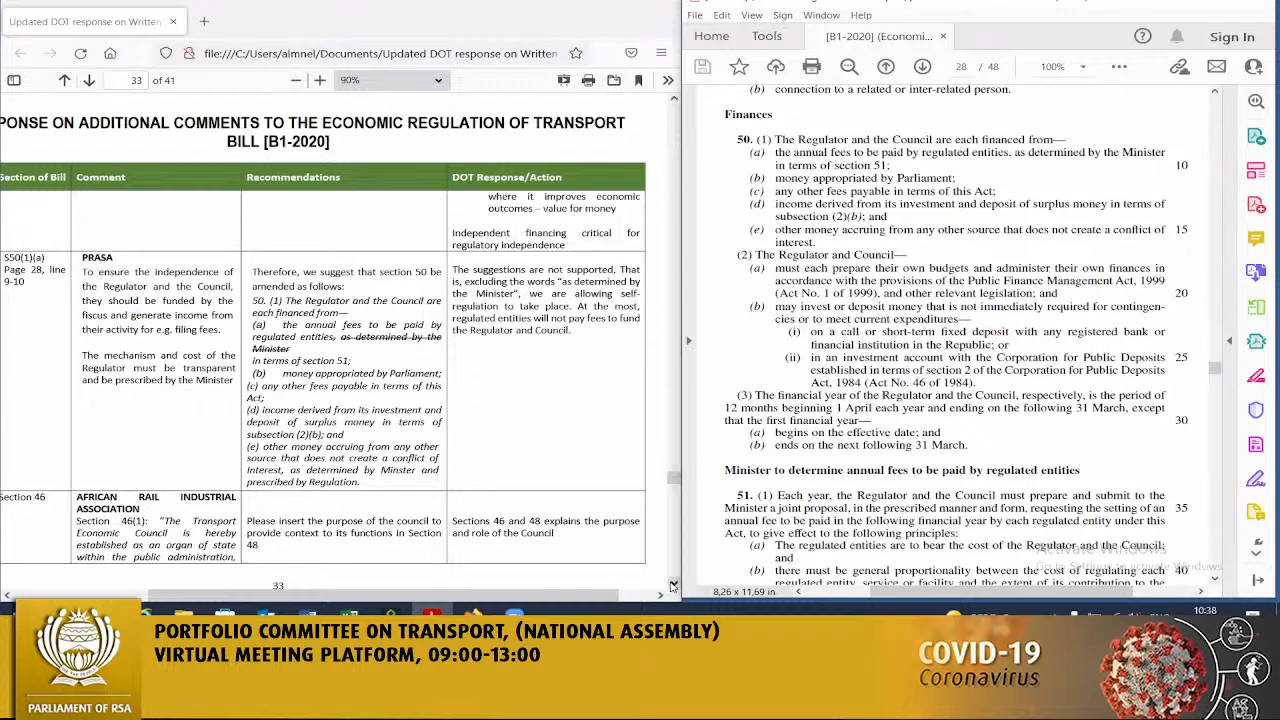 Updated DOT response on Written
file:///C:/Users/almnel/Documents/Updated DOT response on Written
33 of 41
90%
PONSE ON ADDITIONAL COMMENTS TO THE ECONOMIC REGULATION OF TRANSPORT
BILL [B1-2020]
Section of Bill
Comment
Recommendations
DOT Response/Action
where it improves economic
outcomes – value for money
Independent financing critical for
regulatory independence
S50(1)(a)
Page 28, line
9-10
PRASA
To ensure the independence of
the Regulator and the Council,
they should be funded by the
fiscus and generate income from
their activity for e.g. filing fees.
The mechanism and cost of the
Regulator must be transparent
and be prescribed by the Minister
Therefore, we suggest that section 50 be
amended as follows:
50. (1) The Regulator and the Council are
each financed from—
(a) the annual fees to be paid by
regulated entities, as determined by the
Minister
in terms of section 51;
(b) money appropriated by Parliament;
(c) any other fees payable in terms of this
Act;
(d) income derived from its investment and
deposit of surplus money in terms of
subsection (2)(b); and
(e) other money accruing from any other
source that does not create a conflict of
Interest, as determined by Minster and
prescribed by Regulation.
The suggestions are not supported. That
is, excluding the words “as determined by
the Minister”, we are allowing self-
regulation to take place. At the most,
regulated entities will not pay fees to fund
the Regulator and Council.
Section 46
AFRICAN RAIL INDUSTRIAL
ASSOCIATION
Section 46(1): “The Transport
Economic Council is hereby
established as an organ of state
within the public administration,
Please insert the purpose of the council to
provide context to its functions in Section
48
Sections 46 and 48 explains the purpose
and role of the Council
33
File Edit View Sign Window Help
Home Tools [B1-2020] (Economi... Sign In
28 / 48 100%
(b) connection to a related or inter-related person.
Finances
50. (1) The Regulator and the Council are each financed from—
(a) the annual fees to be paid by regulated entities, as determined by the Minister
in terms of section 51; 10
(b) money appropriated by Parliament;
(c) any other fees payable in terms of this Act;
(d) income derived from its investment and deposit of surplus money in terms of
subsection (2)(b); and
(e) other money accruing from any other source that does not create a conflict of 15
interest.
(2) The Regulator and Council—
(a) must each prepare their own budgets and administer their own finances in
accordance with the provisions of the Public Finance Management Act, 1999
(Act No. 1 of 1999), and other relevant legislation; and 20
(b) may invest or deposit money that is not immediately required for contingen-
cies or to meet current expenditures—
(i) on a call or short-term fixed deposit with any registered bank or
financial institution in the Republic; or
(ii) in an investment account with the Corporation for Public Deposits 25
established in terms of section 2 of the Corporation for Public Deposits
Act, 1984 (Act No. 46 of 1984).
(3) The financial year of the Regulator and the Council, respectively, is the period of
12 months beginning 1 April each year and ending on the following 31 March, except
that the first financial year— 30
(a) begins on the effective date; and
(b) ends on the next following 31 March.
Minister to determine annual fees to be paid by regulated entities
51. (1) Each year, the Regulator and the Council must prepare and submit to the
Minister a joint proposal, in the prescribed manner and form, requesting the setting of an 35
annual fee to be paid in the following financial year by each regulated entity under this
Act, to give effect to the following principles:
(a) The regulated entities are to bear the cost of the Regulator and the Council;
and
(b) there must be general proportionality between the cost of regulating each 40
regulated entity, service or facility and the extent of its contribution to the
Activate Windows
Go to Settings to activate Windows.
8,26 x 11,69 in
10:38
PORTFOLIO COMMITTEE ON TRANSPORT, (NATIONAL ASSEMBLY)
VIRTUAL MEETING PLATFORM, 09:00-13:00
PARLIAMENT OF RSA
COVID-19
Coronavirus